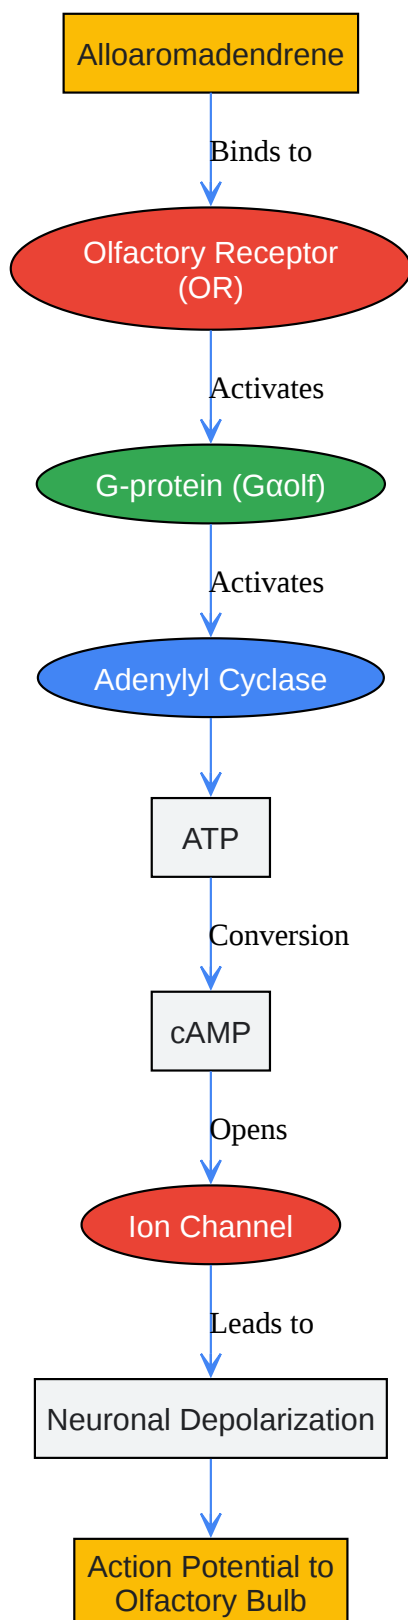 Alloaromadendrene
Binds to
Olfactory Receptor
(OR)
Activates
G-protein (Gαolf)
Activates
Adenylyl Cyclase
ATP
Conversion
cAMP
Opens
Ion Channel
Leads to
Neuronal Depolarization
Action Potential to
Olfactory Bulb